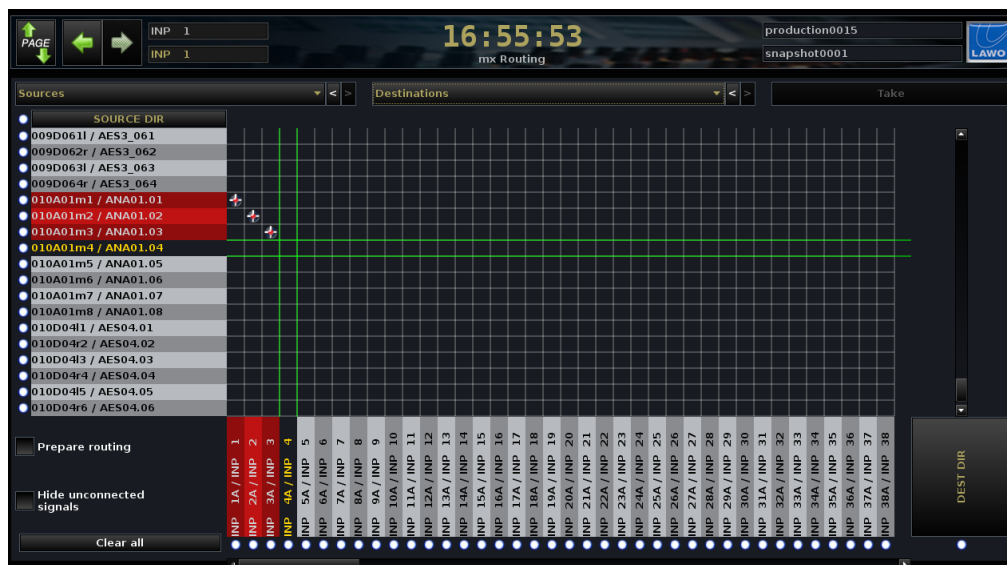 PAGE
INP 1
INP 1
16:55:53
mx Routing
production0015
snapshot0001
LAWO
Sources
< >
Destinations
< >
Take
SOURCE DIR
009D061l / AES3_061
009D062r / AES3_062
009D063l / AES3_063
009D064r / AES3_064
010A01m1 / ANA01.01
010A01m2 / ANA01.02
010A01m3 / ANA01.03
010A01m4 / ANA01.04
010A01m5 / ANA01.05
010A01m6 / ANA01.06
010A01m7 / ANA01.07
010A01m8 / ANA01.08
010D04l1 / AES04.01
010D04r2 / AES04.02
010D04l3 / AES04.03
010D04r4 / AES04.04
010D04l5 / AES04.05
010D04r6 / AES04.06
Prepare routing
Hide unconnected
signals
Clear all
INP 1A / INP 1
INP 2A / INP 2
INP 3A / INP 3
INP 4A / INP 4
INP 5A / INP 5
INP 6A / INP 6
INP 7A / INP 7
INP 8A / INP 8
INP 9A / INP 9
INP 10A / INP 10
INP 11A / INP 11
INP 12A / INP 12
INP 13A / INP 13
INP 14A / INP 14
INP 15A / INP 15
INP 16A / INP 16
INP 17A / INP 17
INP 18A / INP 18
INP 19A / INP 19
INP 20A / INP 20
INP 21A / INP 21
INP 22A / INP 22
INP 23A / INP 23
INP 24A / INP 24
INP 25A / INP 25
INP 26A / INP 26
INP 27A / INP 27
INP 28A / INP 28
INP 29A / INP 29
INP 30A / INP 30
INP 31A / INP 31
INP 32A / INP 32
INP 33A / INP 33
INP 34A / INP 34
INP 35A / INP 35
INP 36A / INP 36
INP 37A / INP 37
INP 38A / INP 38
DEST DIR